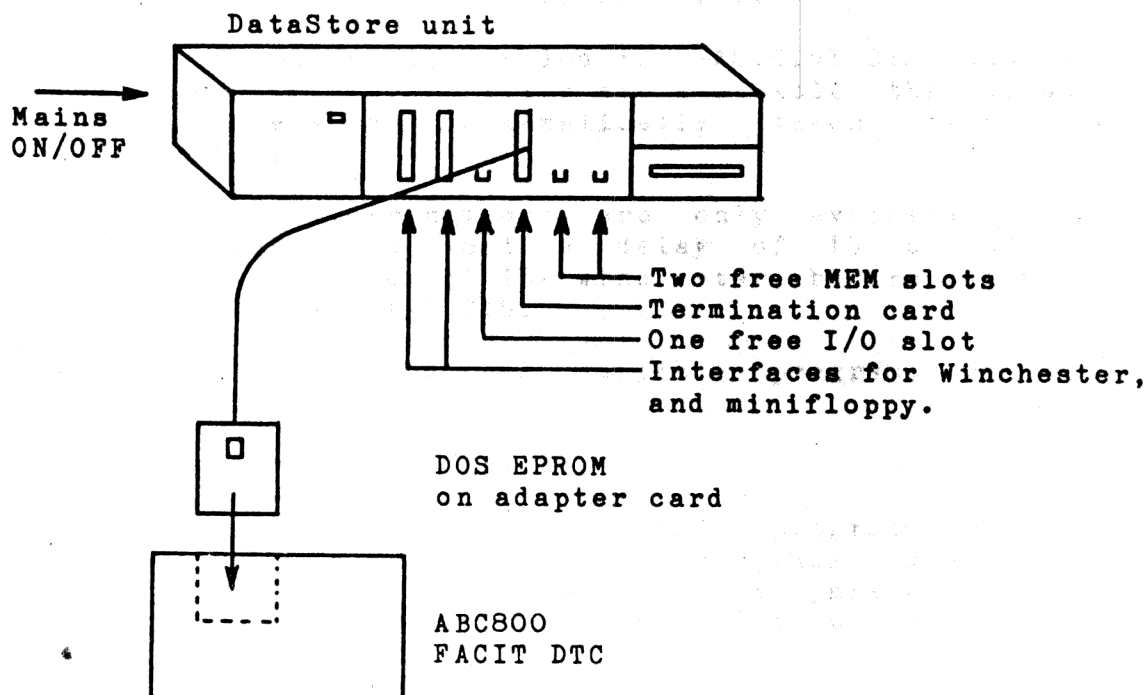 DataStore unit
Mains
ON/OFF
Two free MEM slots
Termination card
One free I/O slot
Interfaces for Winchester,
and minifloppy.
DOS EPROM
on adapter card
ABC800
FACIT DTC